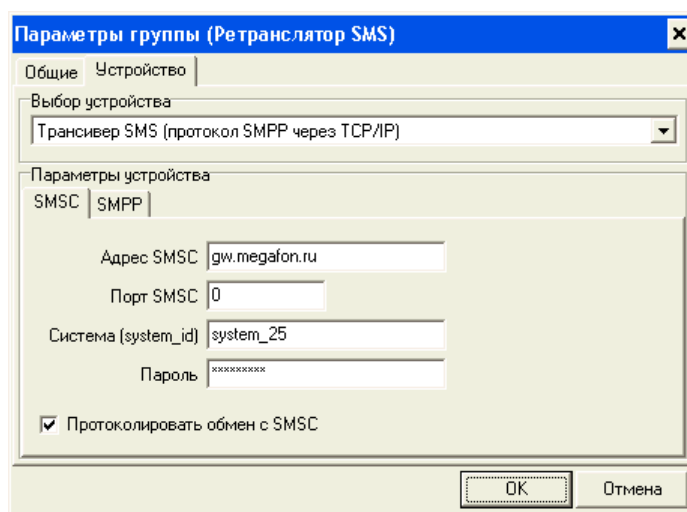 Параметры группы (Ретранслятор SMS)
Общие Устройство
Выбор устройства
Трансивер SMS (протокол SMPP через TCP/IP)
Параметры устройства
SMSC SMPP
Адрес SMSC gw.megafon.ru
Порт SMSC 0
Система (system_id) system_25
Пароль *********
Протоколировать обмен с SMSC
OK Отмена